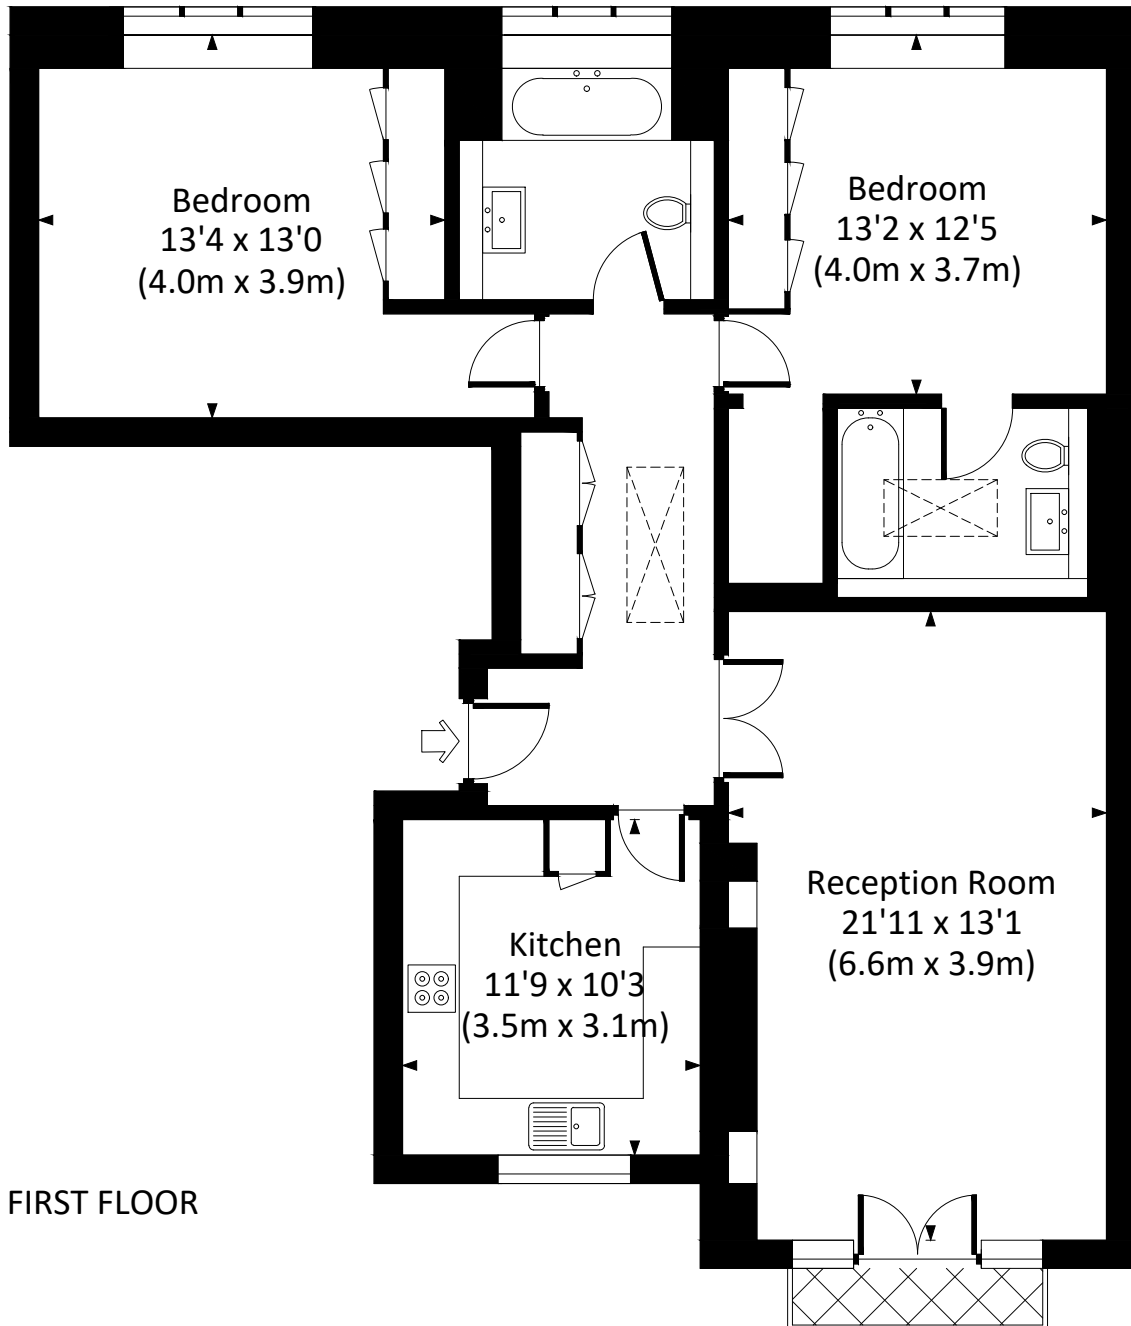 Bedroom
13'4 x 13'0
(4.0m x 3.9m)
Bedroom
13'2 x 12'5
(4.0m x 3.7m)
Reception Room
21'11 x 13'1
(6.6m x 3.9m)
Kitchen
11'9 x 10'3
(3.5m x 3.1m)
FIRST FLOOR